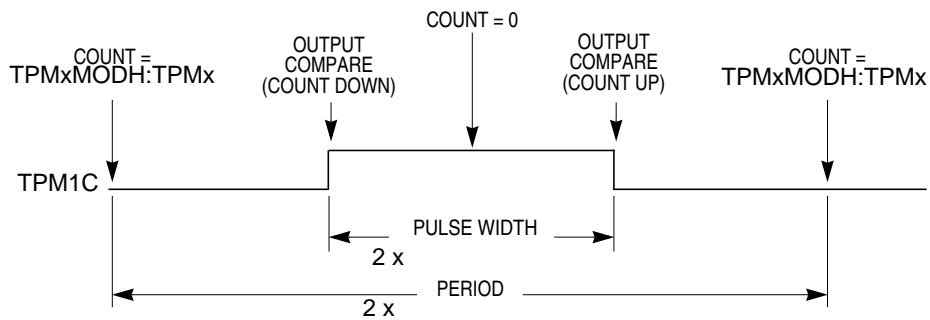 COUNT = 0
COUNT =
TPMxMODH:TPMx
OUTPUT
COMPARE
(COUNT DOWN)
OUTPUT
COMPARE
(COUNT UP)
COUNT =
TPMxMODH:TPMx
TPM1C
PULSE WIDTH
2 x
PERIOD
2 x